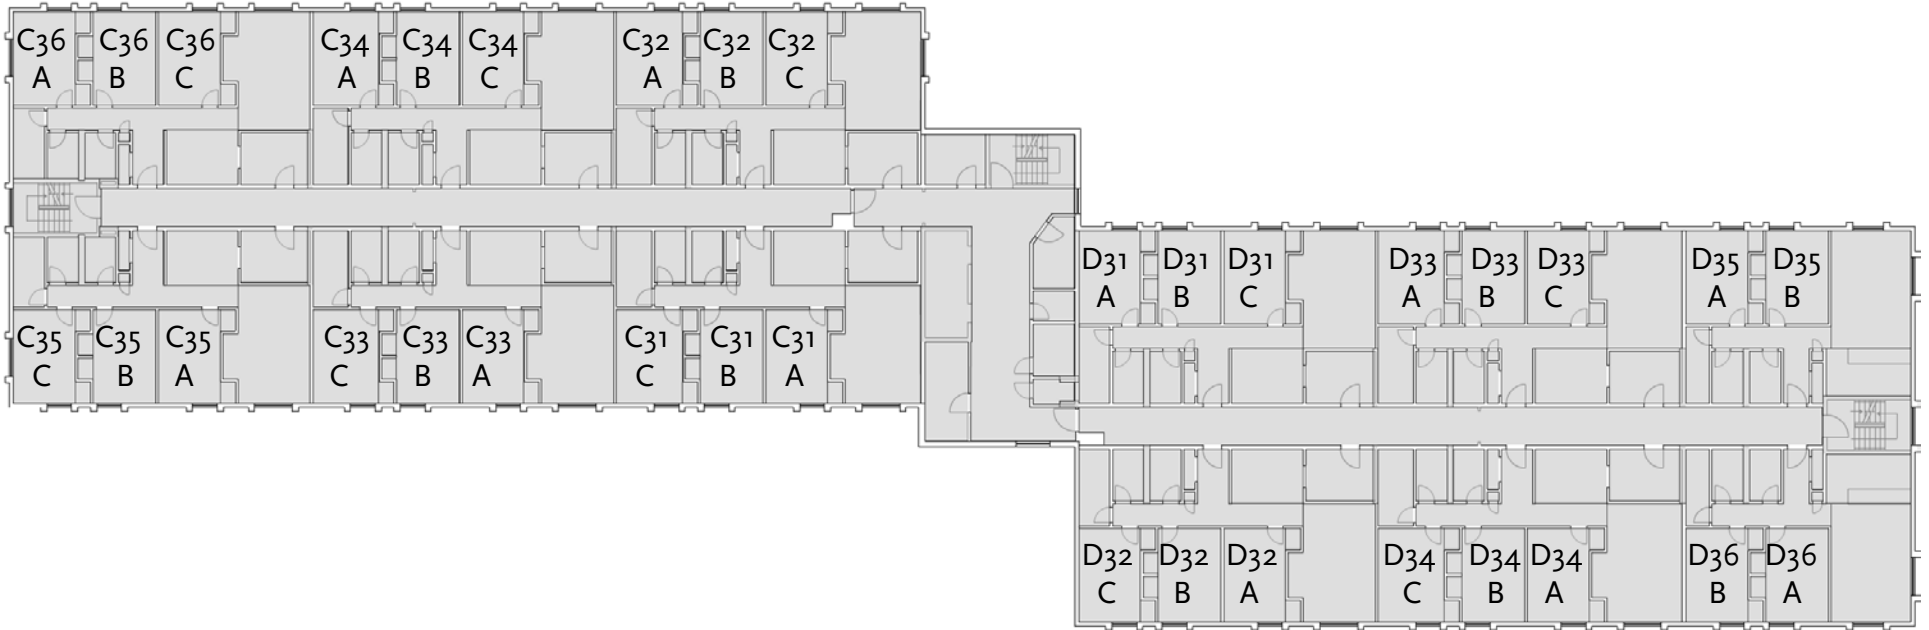 C36 C36 C36 C34 C34 C34 C32 C32 C32
A B C A B C A B C
D31 D31 D31 D33 D33 D33 D35 D35
A B C A B C A B
C35 C35 C35 C33 C33 C33 C31 C31 C31
C B A C B A C B A
D32 D32 D32 D34 D34 D34 D36 D36
C B A C B A B A